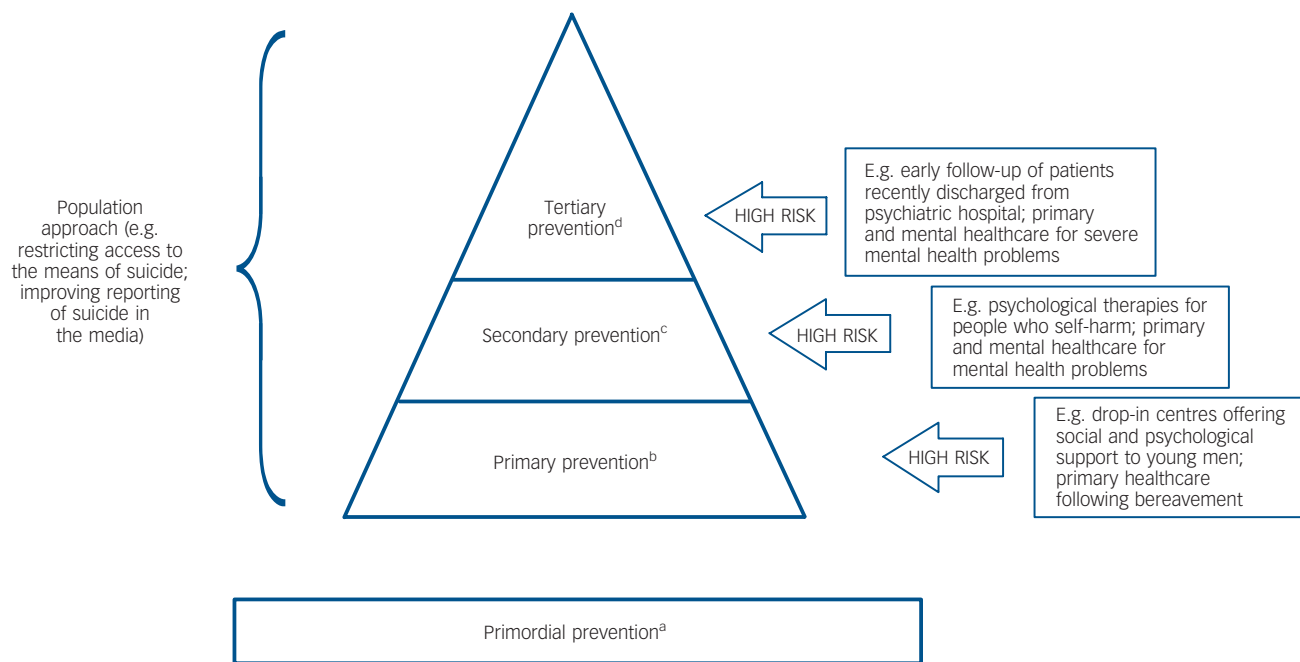 Population
approach (e.g.
restricting access to
the means of suicide;
improving reporting
of suicide in
the media)
Tertiary
preventionᵈ
HIGH RISK
E.g. early follow-up of patients
recently discharged from
psychiatric hospital; primary
and mental healthcare for severe
mental health problems
Secondary preventionᶜ
HIGH RISK
E.g. psychological therapies for
people who self-harm; primary
and mental healthcare for
mental health problems
Primary preventionᵇ
HIGH RISK
E.g. drop-in centres offering
social and psychological
support to young men;
primary healthcare
following bereavement
Primordial preventionᵃ